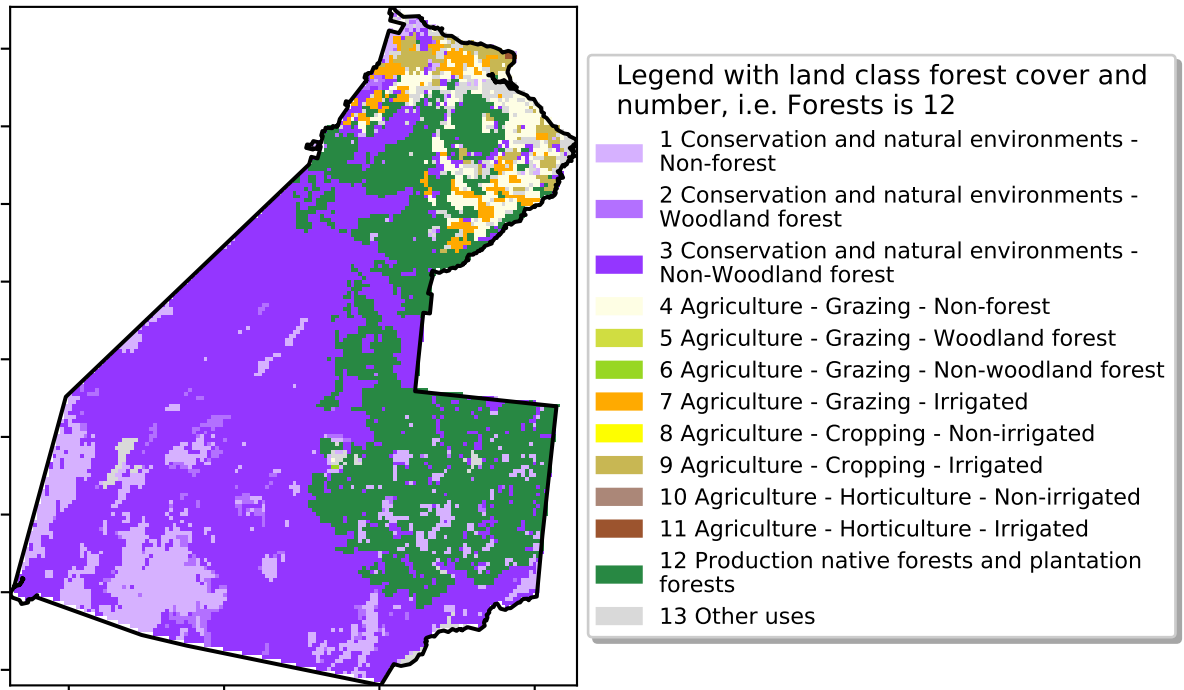 Legend with land class forest cover and
number, i.e. Forests is 12
1 Conservation and natural environments -
Non-forest
2 Conservation and natural environments -
Woodland forest
3 Conservation and natural environments -
Non-Woodland forest
4 Agriculture - Grazing - Non-forest
5 Agriculture - Grazing - Woodland forest
6 Agriculture - Grazing - Non-woodland forest
7 Agriculture - Grazing - Irrigated
8 Agriculture - Cropping - Non-irrigated
9 Agriculture - Cropping - Irrigated
10 Agriculture - Horticulture - Non-irrigated
11 Agriculture - Horticulture - Irrigated
12 Production native forests and plantation
forests
13 Other uses